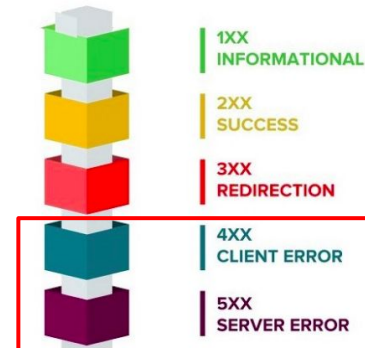 1XX
INFORMATIONAL
2XX
SUCCESS
3XX
REDIRECTION
4XX
CLIENT ERROR
5XX
SERVER ERROR